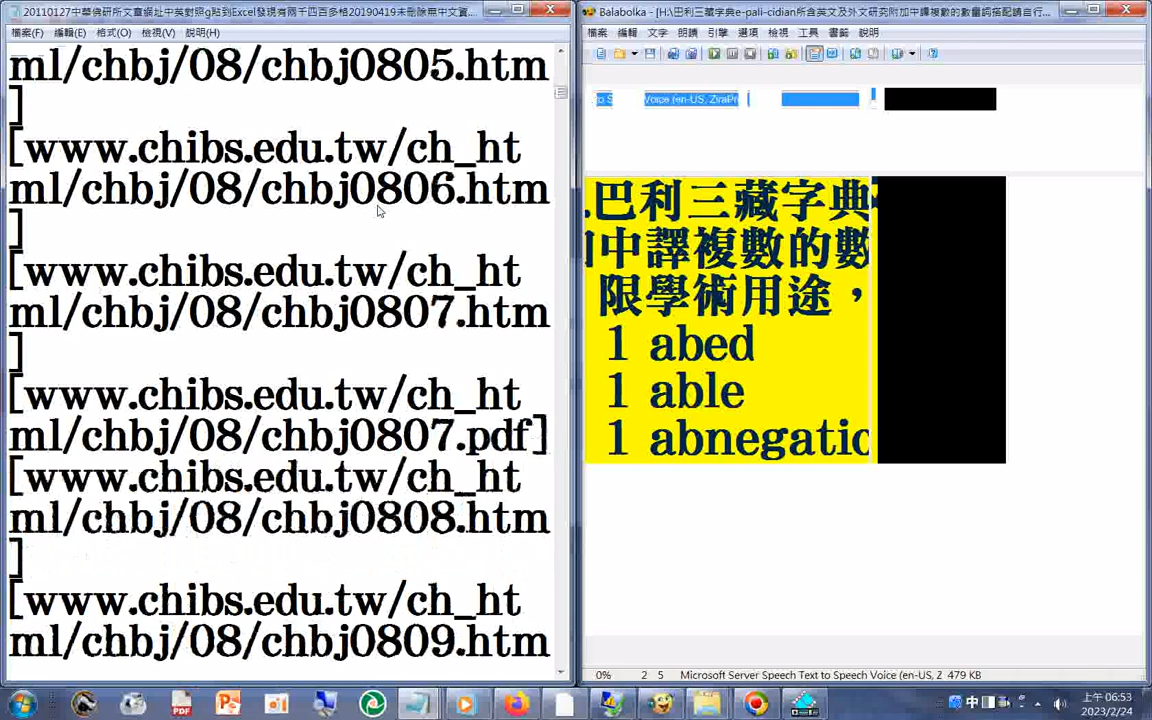 20110127中華佛研所文章網址中英對照g貼到Excel發現有兩千四百多格20190419未刪除無中文資...
檔案(F) 編輯(E) 格式(O) 檢視(V) 說明(H)
ml/chbj/08/chbj0805.htm
]
[www.chibs.edu.tw/ch_ht
ml/chbj/08/chbj0806.htm
]
[www.chibs.edu.tw/ch_ht
ml/chbj/08/chbj0807.htm
]
[www.chibs.edu.tw/ch_ht
ml/chbj/08/chbj0807.pdf]
[www.chibs.edu.tw/ch_ht
ml/chbj/08/chbj0808.htm
]
[www.chibs.edu.tw/ch_ht
ml/chbj/08/chbj0809.htm
Balabolka - [H:\巴利三藏字典e-pali-cidian所含英文及外文研究附加中譯複數的數量詞搭配請自行...
檔案 編輯 文字 朗讀 引擎 選項 檢視 工具 書籤 說明
to S Voice (en-US, ZiraPr
巴利三藏字典
中譯複數的數
限學術用途，
1 abed
1 able
1 abnegatio
0% 2 5 Microsoft Server Speech Text to Speech Voice (en-US, Z 479 KB
PDF
中
上午 06:53
2023/2/24